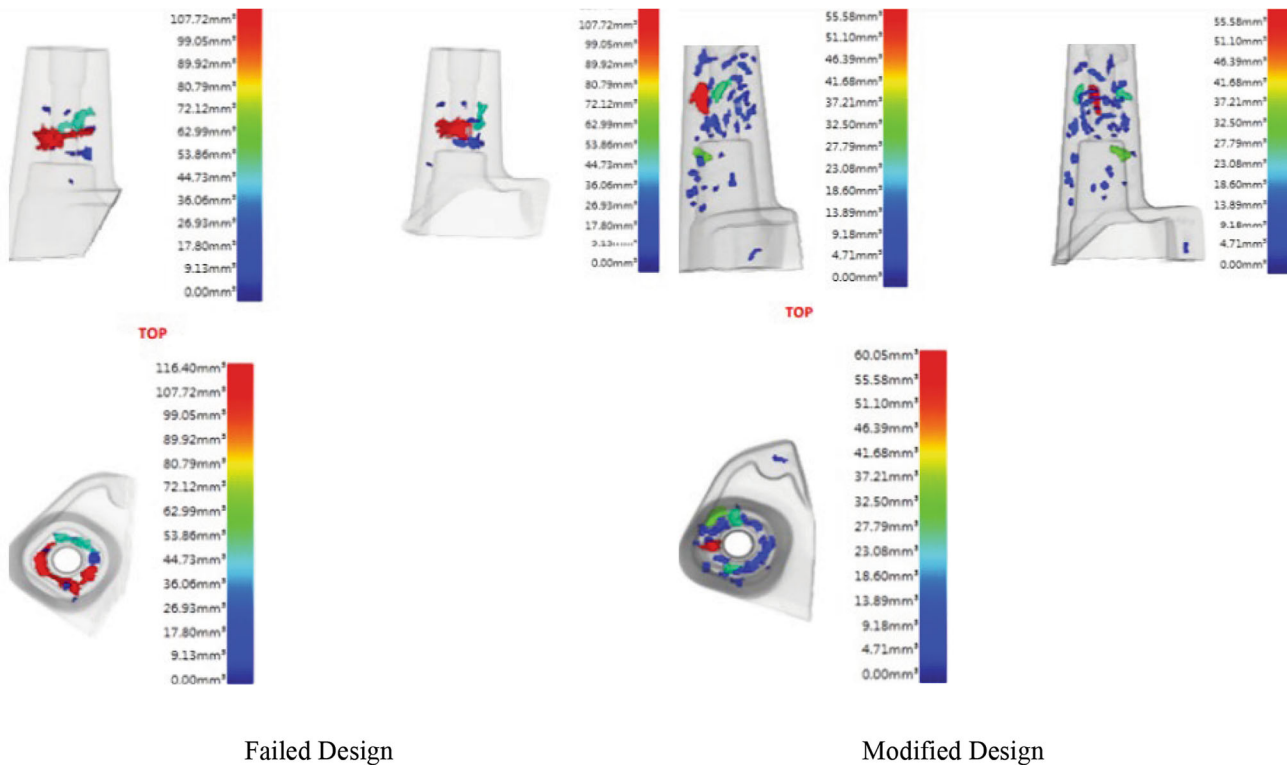 107.72mm³
99.05mm³
89.92mm³
80.79mm³
72.12mm³
62.99mm³
53.86mm³
44.73mm³
36.06mm³
26.93mm³
17.80mm³
9.13mm³
0.00mm³
107.72mm³
99.05mm³
89.92mm³
80.79mm³
72.12mm³
62.99mm³
53.86mm³
44.73mm³
36.06mm³
26.93mm³
17.80mm³
9.13mm³
0.00mm³
55.58mm³
51.10mm³
46.39mm³
41.68mm³
37.21mm³
32.50mm³
27.79mm³
23.08mm³
18.60mm³
13.89mm³
9.18mm³
4.71mm³
0.00mm³
55.58mm³
51.10mm³
46.39mm³
41.68mm³
37.21mm³
32.50mm³
27.79mm³
23.08mm³
18.60mm³
13.89mm³
9.18mm³
4.71mm³
0.00mm³
TOP
116.40mm³
107.72mm³
99.05mm³
89.92mm³
80.79mm³
72.12mm³
62.99mm³
53.86mm³
44.73mm³
36.06mm³
26.93mm³
17.80mm³
9.13mm³
0.00mm³
TOP
60.05mm³
55.58mm³
51.10mm³
46.39mm³
41.68mm³
37.21mm³
32.50mm³
27.79mm³
23.08mm³
18.60mm³
13.89mm³
9.18mm³
4.71mm³
0.00mm³
Failed Design
Modified Design